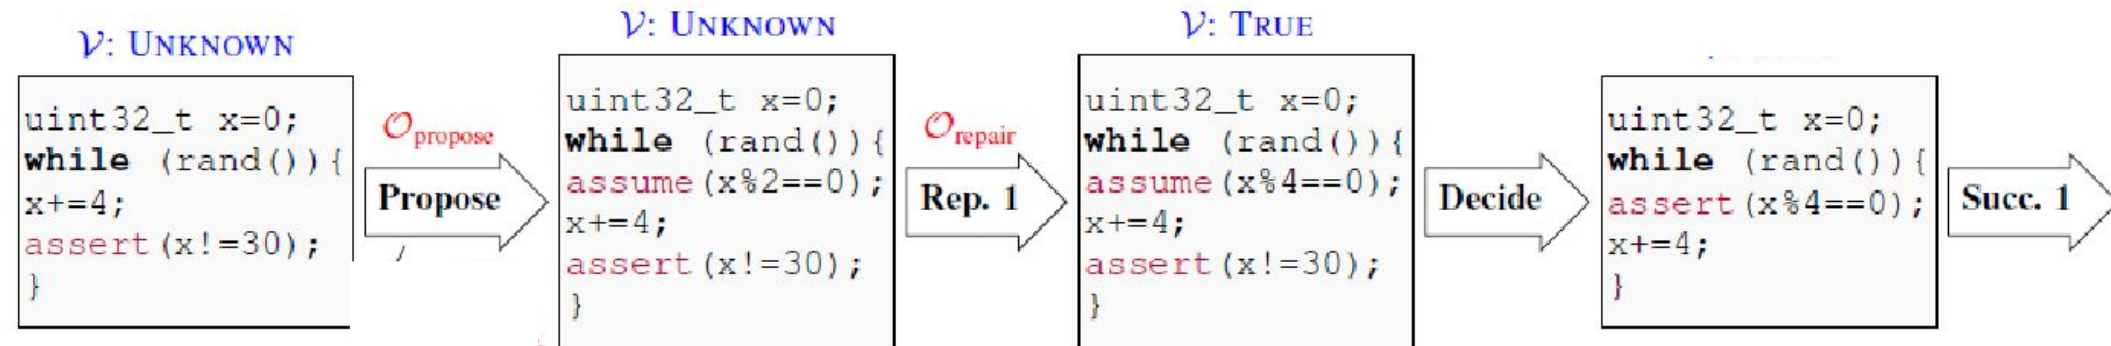 𝒱: UNKNOWN
uint32_t x=0;
while (rand()){
x+=4;
assert(x!=30);
}
𝒪propose
Propose
𝒱: UNKNOWN
uint32_t x=0;
while (rand()){
assume(x%2==0);
x+=4;
assert(x!=30);
}
𝒪repair
Rep. 1
𝒱: TRUE
uint32_t x=0;
while (rand()){
assume(x%4==0);
x+=4;
assert(x!=30);
}
Decide
uint32_t x=0;
while (rand()){
assert(x%4==0);
x+=4;
}
Succ. 1